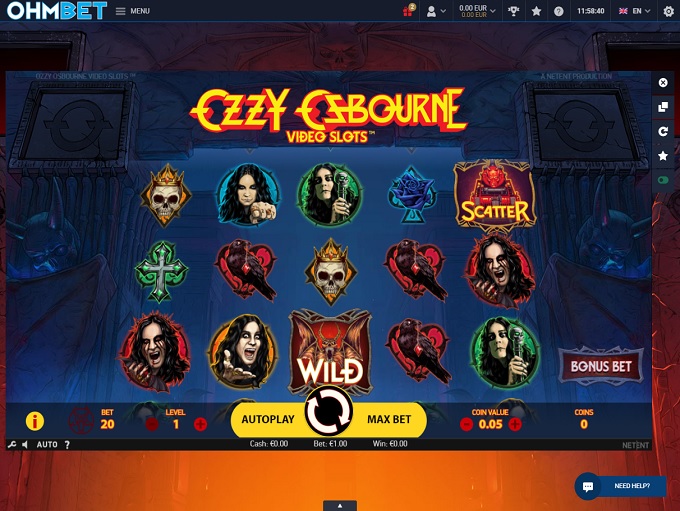 OHMBET
MENU
2
0.00 EUR
0.00 EUR
11:58:40
EN
OZZY OSBOURNE VIDEO SLOTS™
A NETENT PRODUCTION
OZZY OSBOURNE
VIDEO SLOTS™
SCATTER
WILD
BONUS BET
BET
20
LEVEL
1
AUTOPLAY
MAX BET
COIN VALUE
0.05
COINS
0
AUTO
?
Cash: €0.00
Bet: €1.00
Win: €0.00
NETENT
NEED HELP?